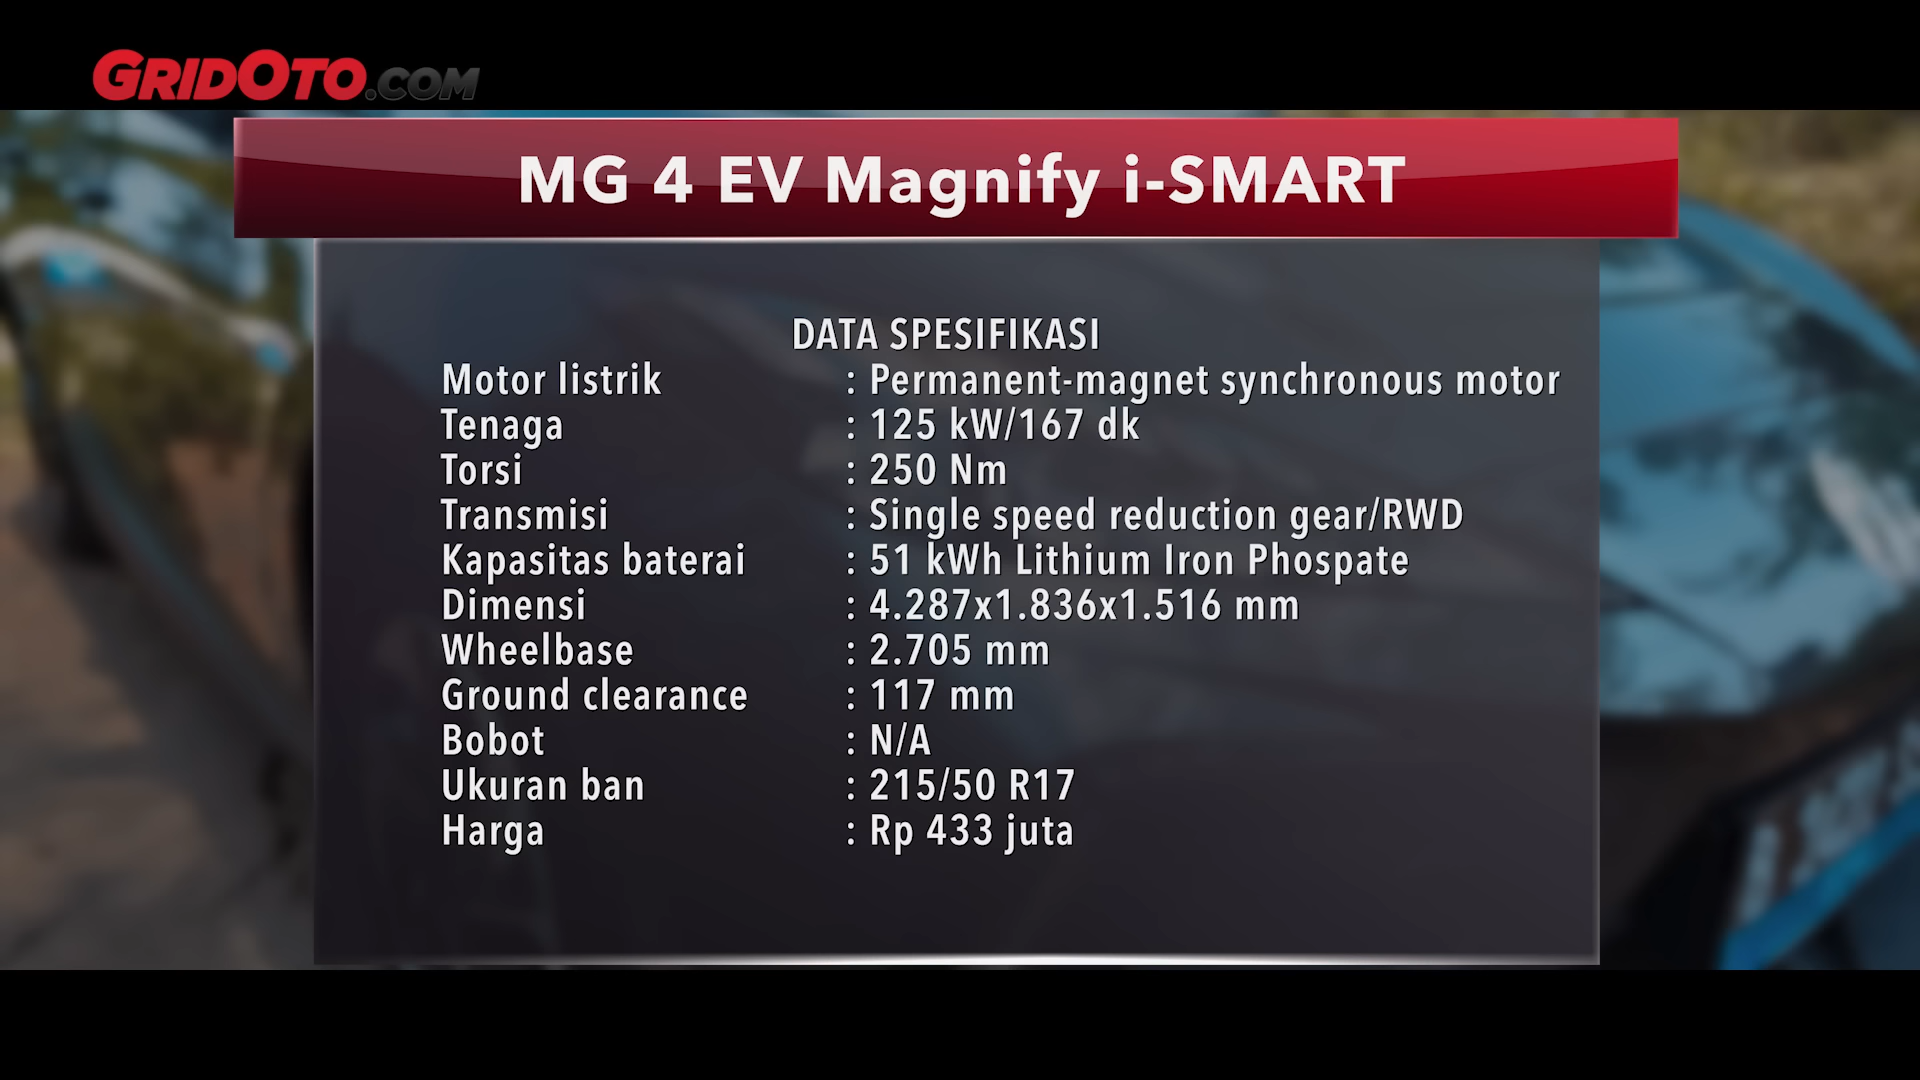 GRIDOTO.COM
MG 4 EV Magnify i-SMART
DATA SPESIFIKASI
Motor listrik : Permanent-magnet synchronous motor
Tenaga : 125 kW/167 dk
Torsi : 250 Nm
Transmisi : Single speed reduction gear/RWD
Kapasitas baterai : 51 kWh Lithium Iron Phospate
Dimensi : 4.287x1.836x1.516 mm
Wheelbase : 2.705 mm
Ground clearance : 117 mm
Bobot : N/A
Ukuran ban : 215/50 R17
Harga : Rp 433 juta